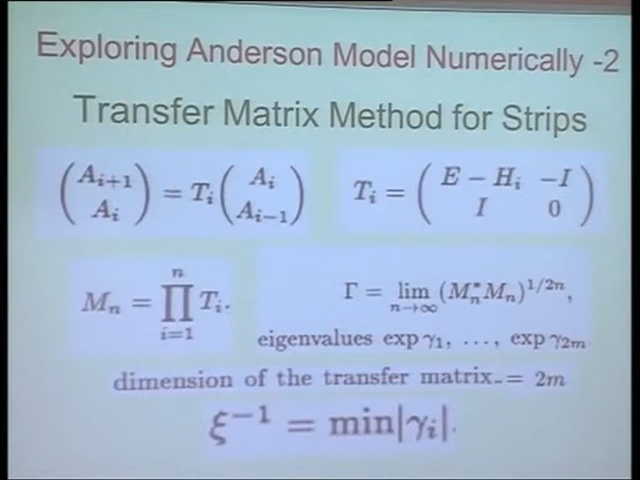 Exploring Anderson Model Numerically -2
Transfer Matrix Method for Strips
(A_{i+1} / A_i) = T_i (A_i / A_{i-1})    T_i = (E - H_i  -I / I  0)
M_n = ∏_{i=1}^{n} T_i.    Γ = lim_{n→∞} (M_n^* M_n)^{1/2n},
eigenvalues exp γ_1, ..., exp γ_{2m}
dimension of the transfer matrix = 2m
ξ^{-1} = min|γ_i|.